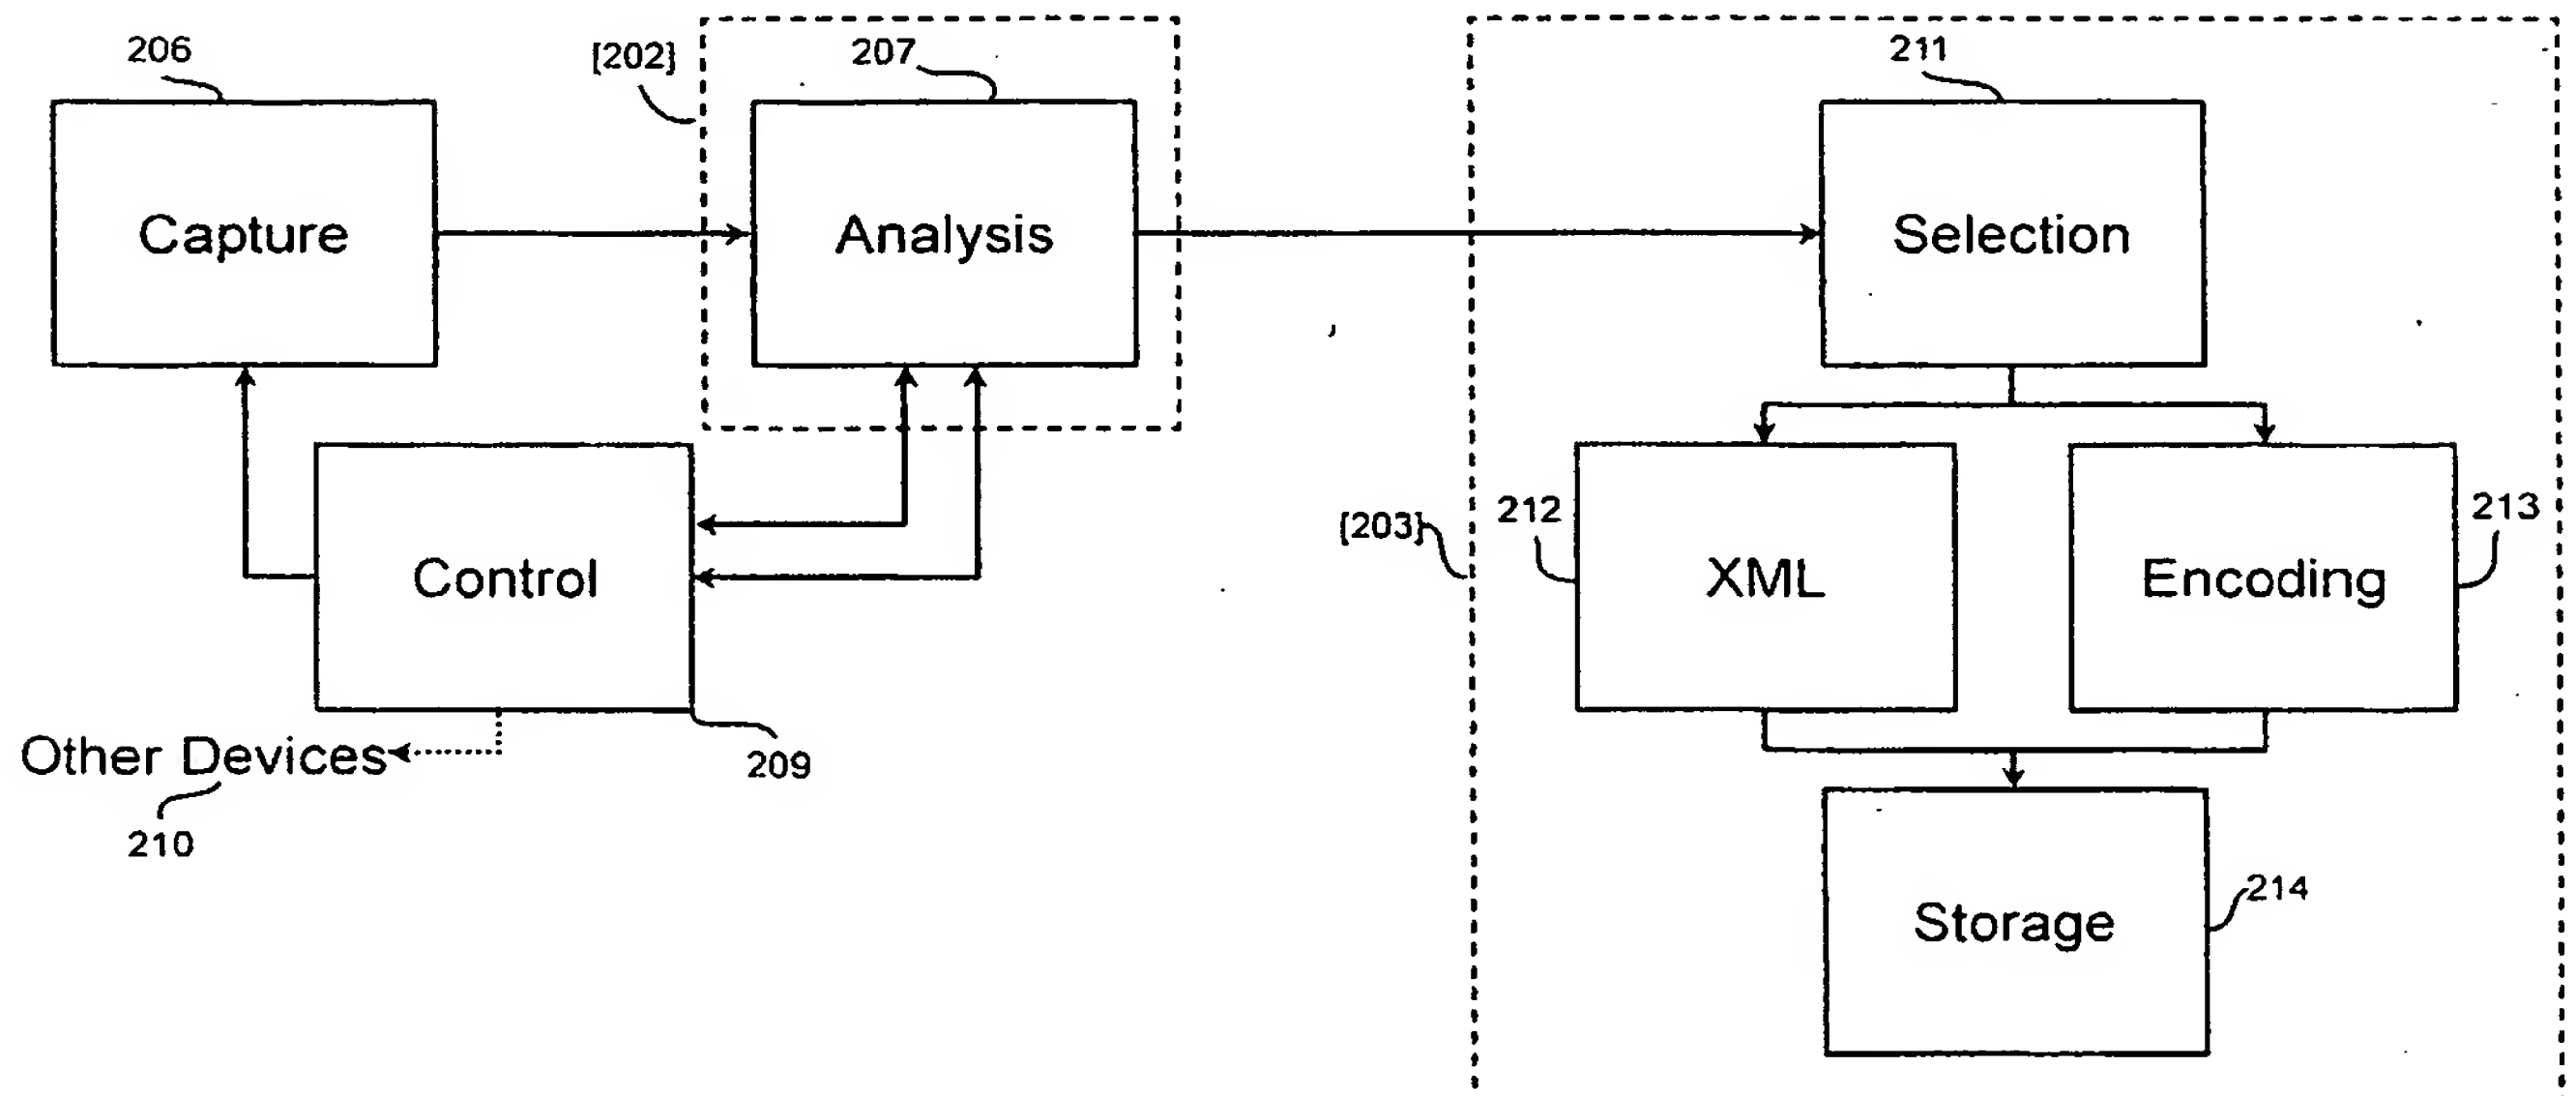 206
[202]
207
211
Capture
Analysis
Selection
[203]
212
213
Control
XML
Encoding
Other Devices
209
210
214
Storage